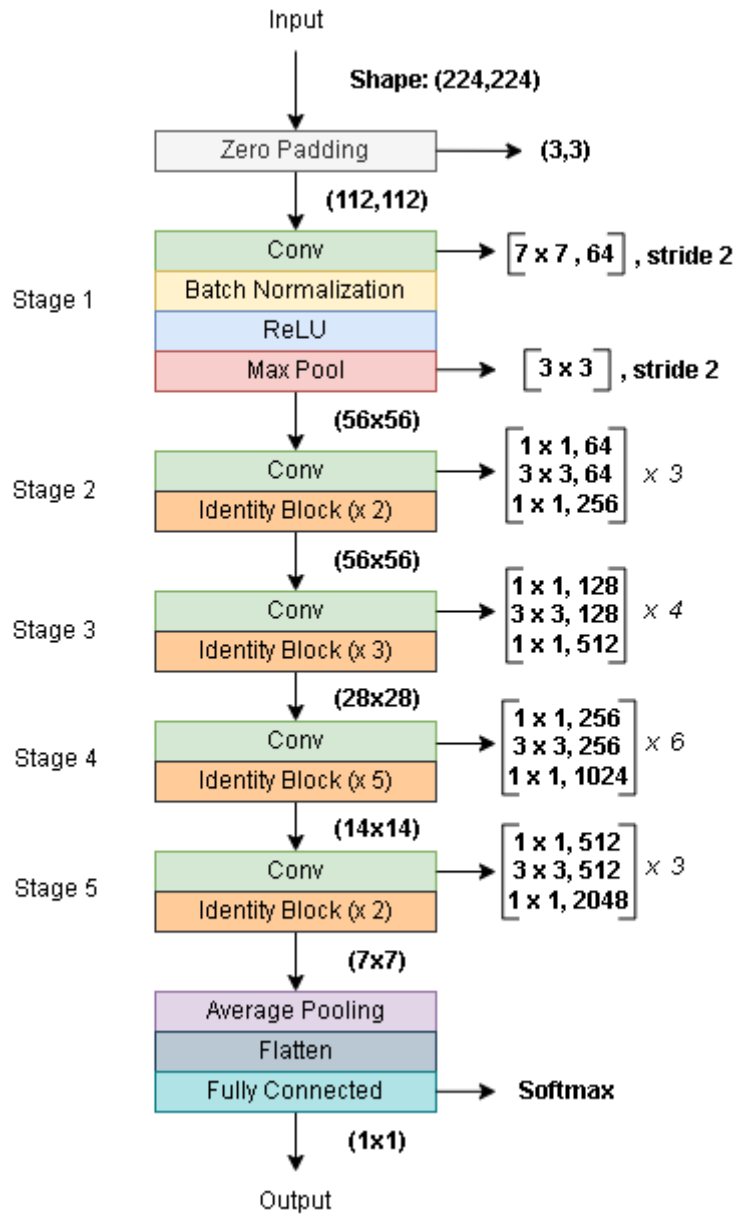 Input
Shape: (224,224)
Zero Padding
(3,3)
(112,112)
Stage 1
Conv
[7 x 7 , 64] , stride 2
Batch Normalization
ReLU
Max Pool
[3 x 3] , stride 2
(56x56)
Stage 2
Conv
1 x 1, 64
3 x 3, 64
1 x 1, 256
x 3
Identity Block (x 2)
(56x56)
Stage 3
Conv
1 x 1, 128
3 x 3, 128
1 x 1, 512
x 4
Identity Block (x 3)
(28x28)
Stage 4
Conv
1 x 1, 256
3 x 3, 256
1 x 1, 1024
x 6
Identity Block (x 5)
(14x14)
Stage 5
Conv
1 x 1, 512
3 x 3, 512
1 x 1, 2048
x 3
Identity Block (x 2)
(7x7)
Average Pooling
Flatten
Fully Connected
Softmax
(1x1)
Output